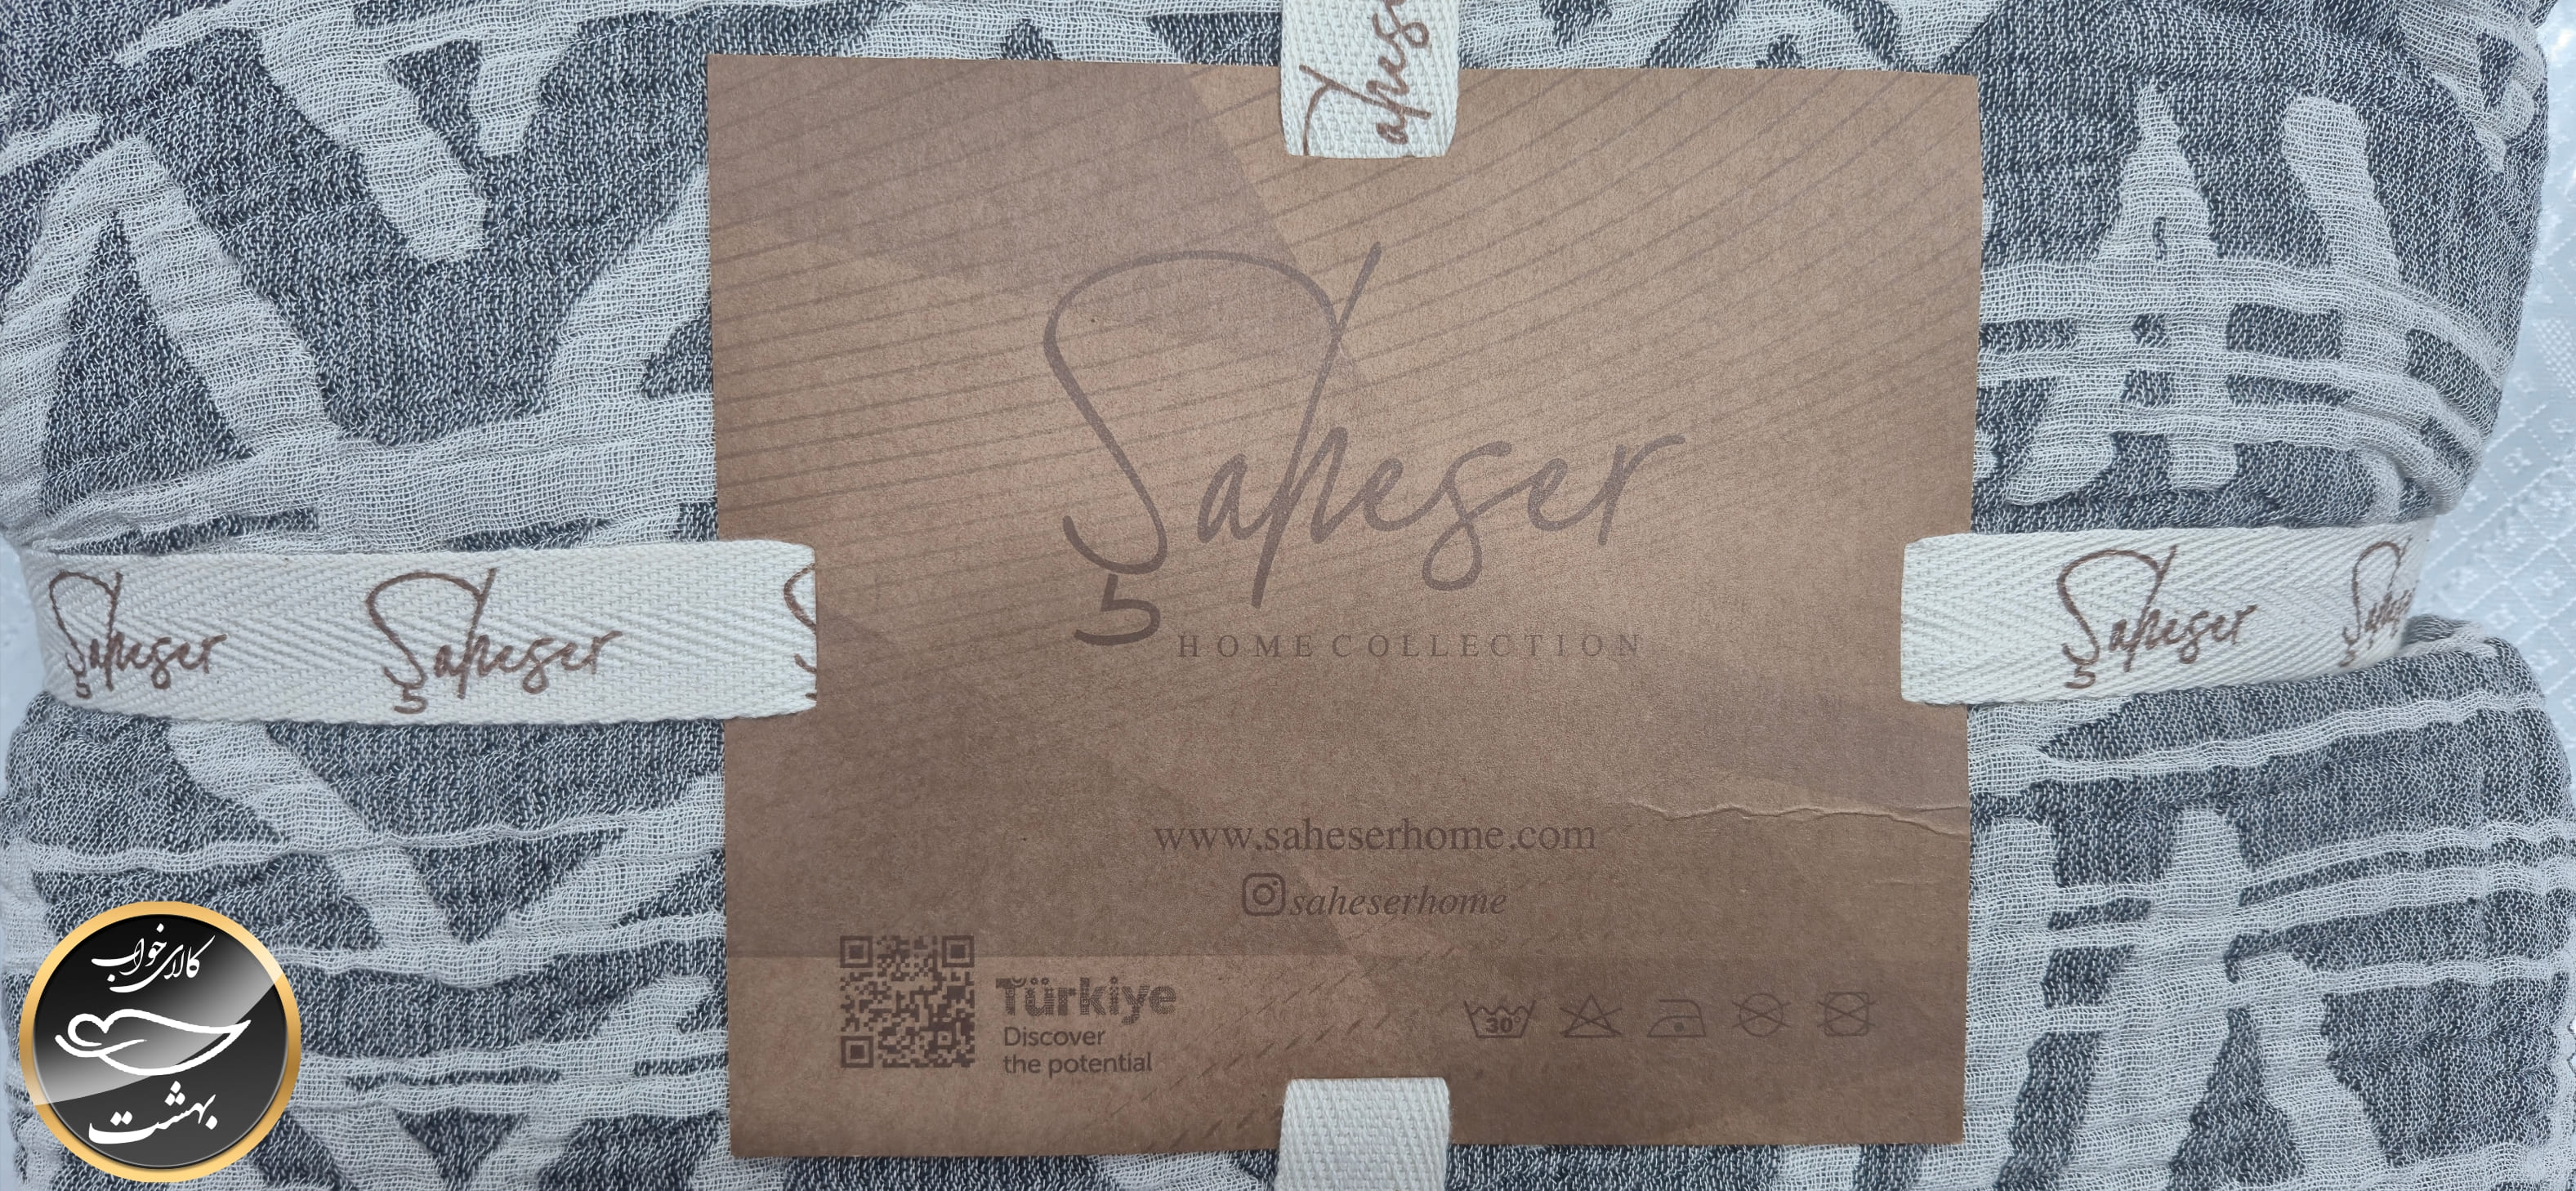 Şahes
Şaheser
HOME COLLECTION
Şaheser
Şaheser
Şaheser
Şaheser
www.saheserhome.com
saheserhome
Türkiye
Discover
the potential
30°
کالای خواب
بهشت